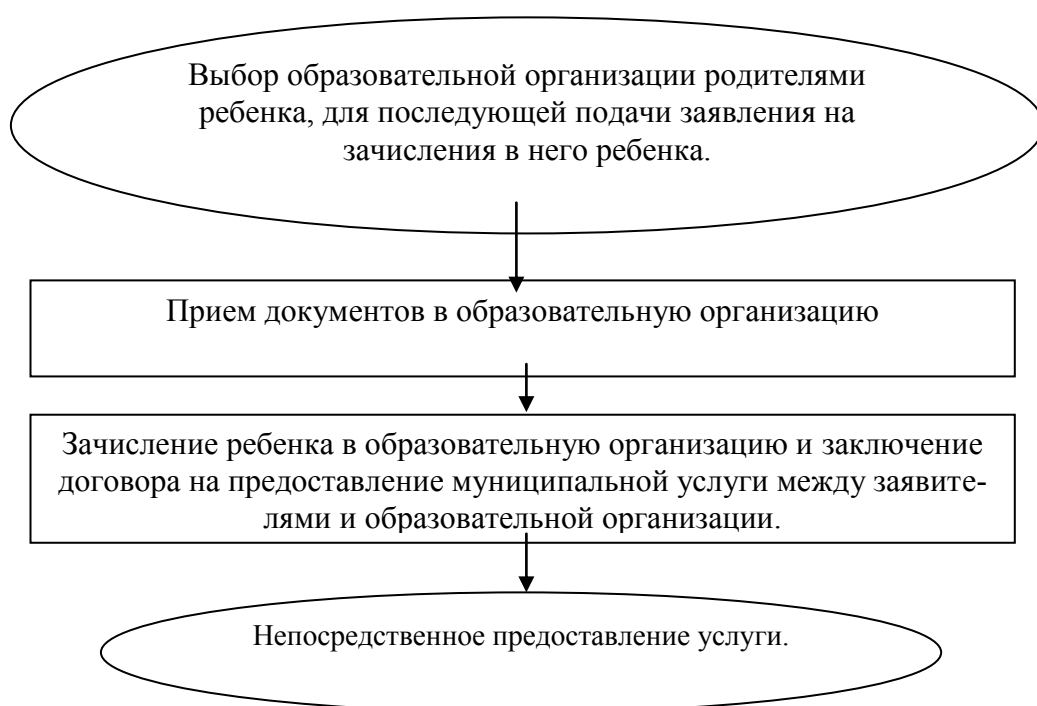 Выбор образовательной организации родителями
ребенка, для последующей подачи заявления на
зачисления в него ребенка.
Прием документов в образовательную организацию
Зачисление ребенка в образовательную организацию и заключение
договора на предоставление муниципальной услуги между заявите-
лями и образовательной организации.
Непосредственное предоставление услуги.